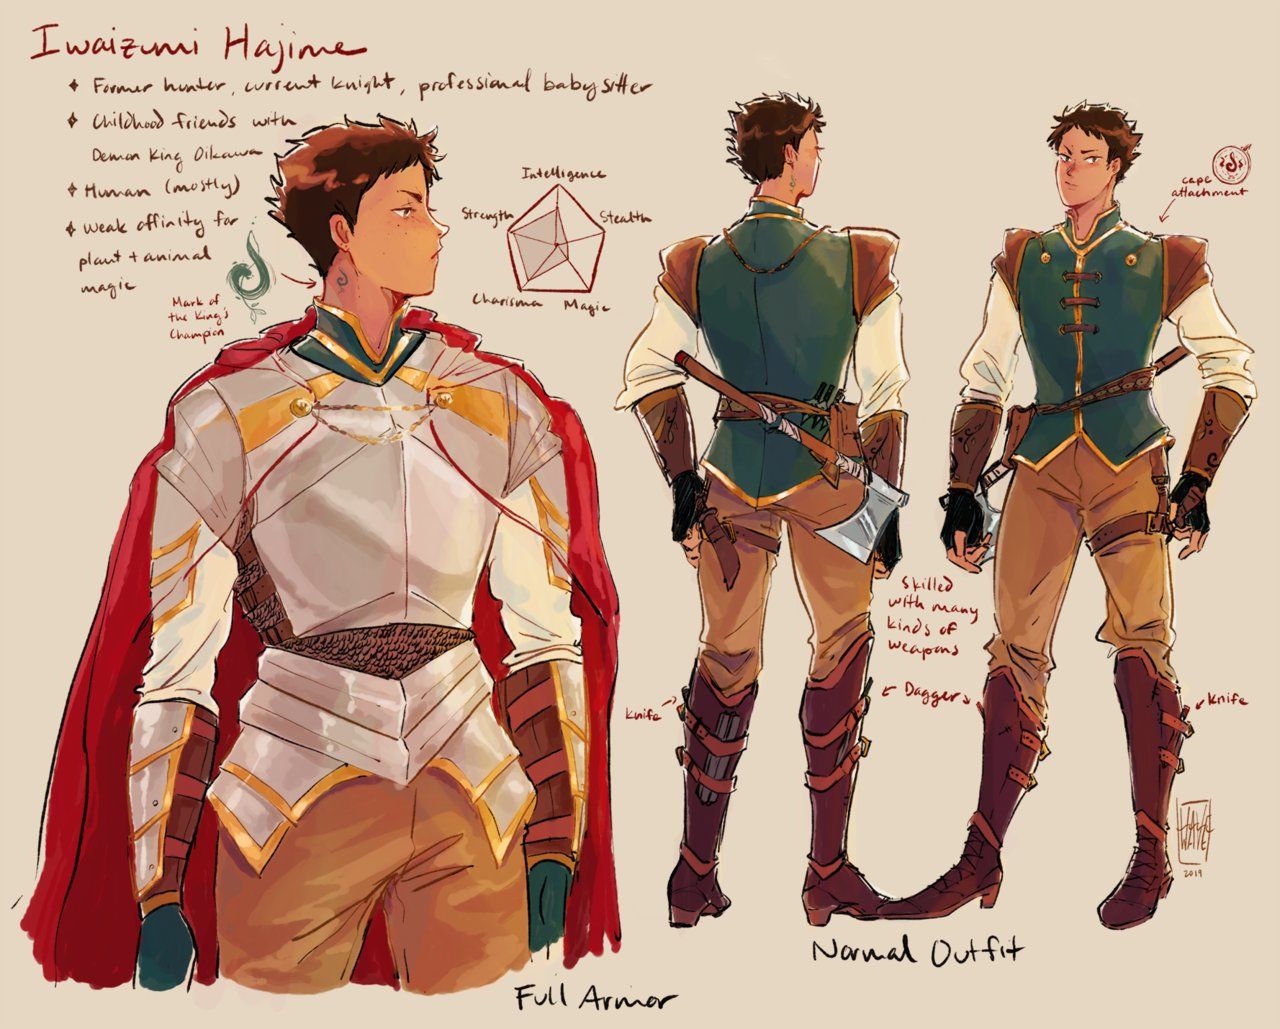 Iwaizumi Hajime
Former hunter, current knight, professional babysitter
Childhood friends with
Demon King Oikawa
Human (mostly)
weak affinity for
plant + animal
magic
Mark of
the King's
Champion
Intelligence
Strength
Stealth
Charisma
Magic
cape
attachment
Skilled
with many
kinds of
weapons
Knife
Daggers
Knife
Normal Outfit
Full Armor
2019